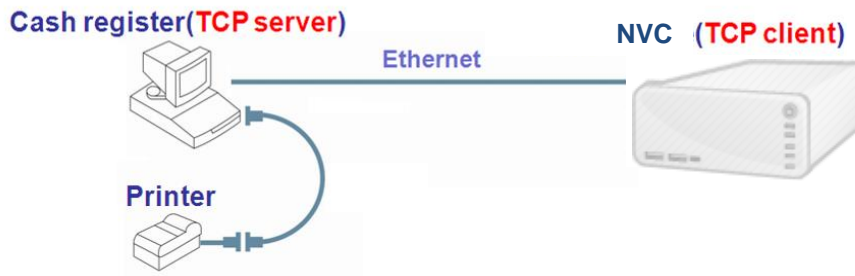 Cash register(TCP server)
NVC (TCP client)
Ethernet
Printer